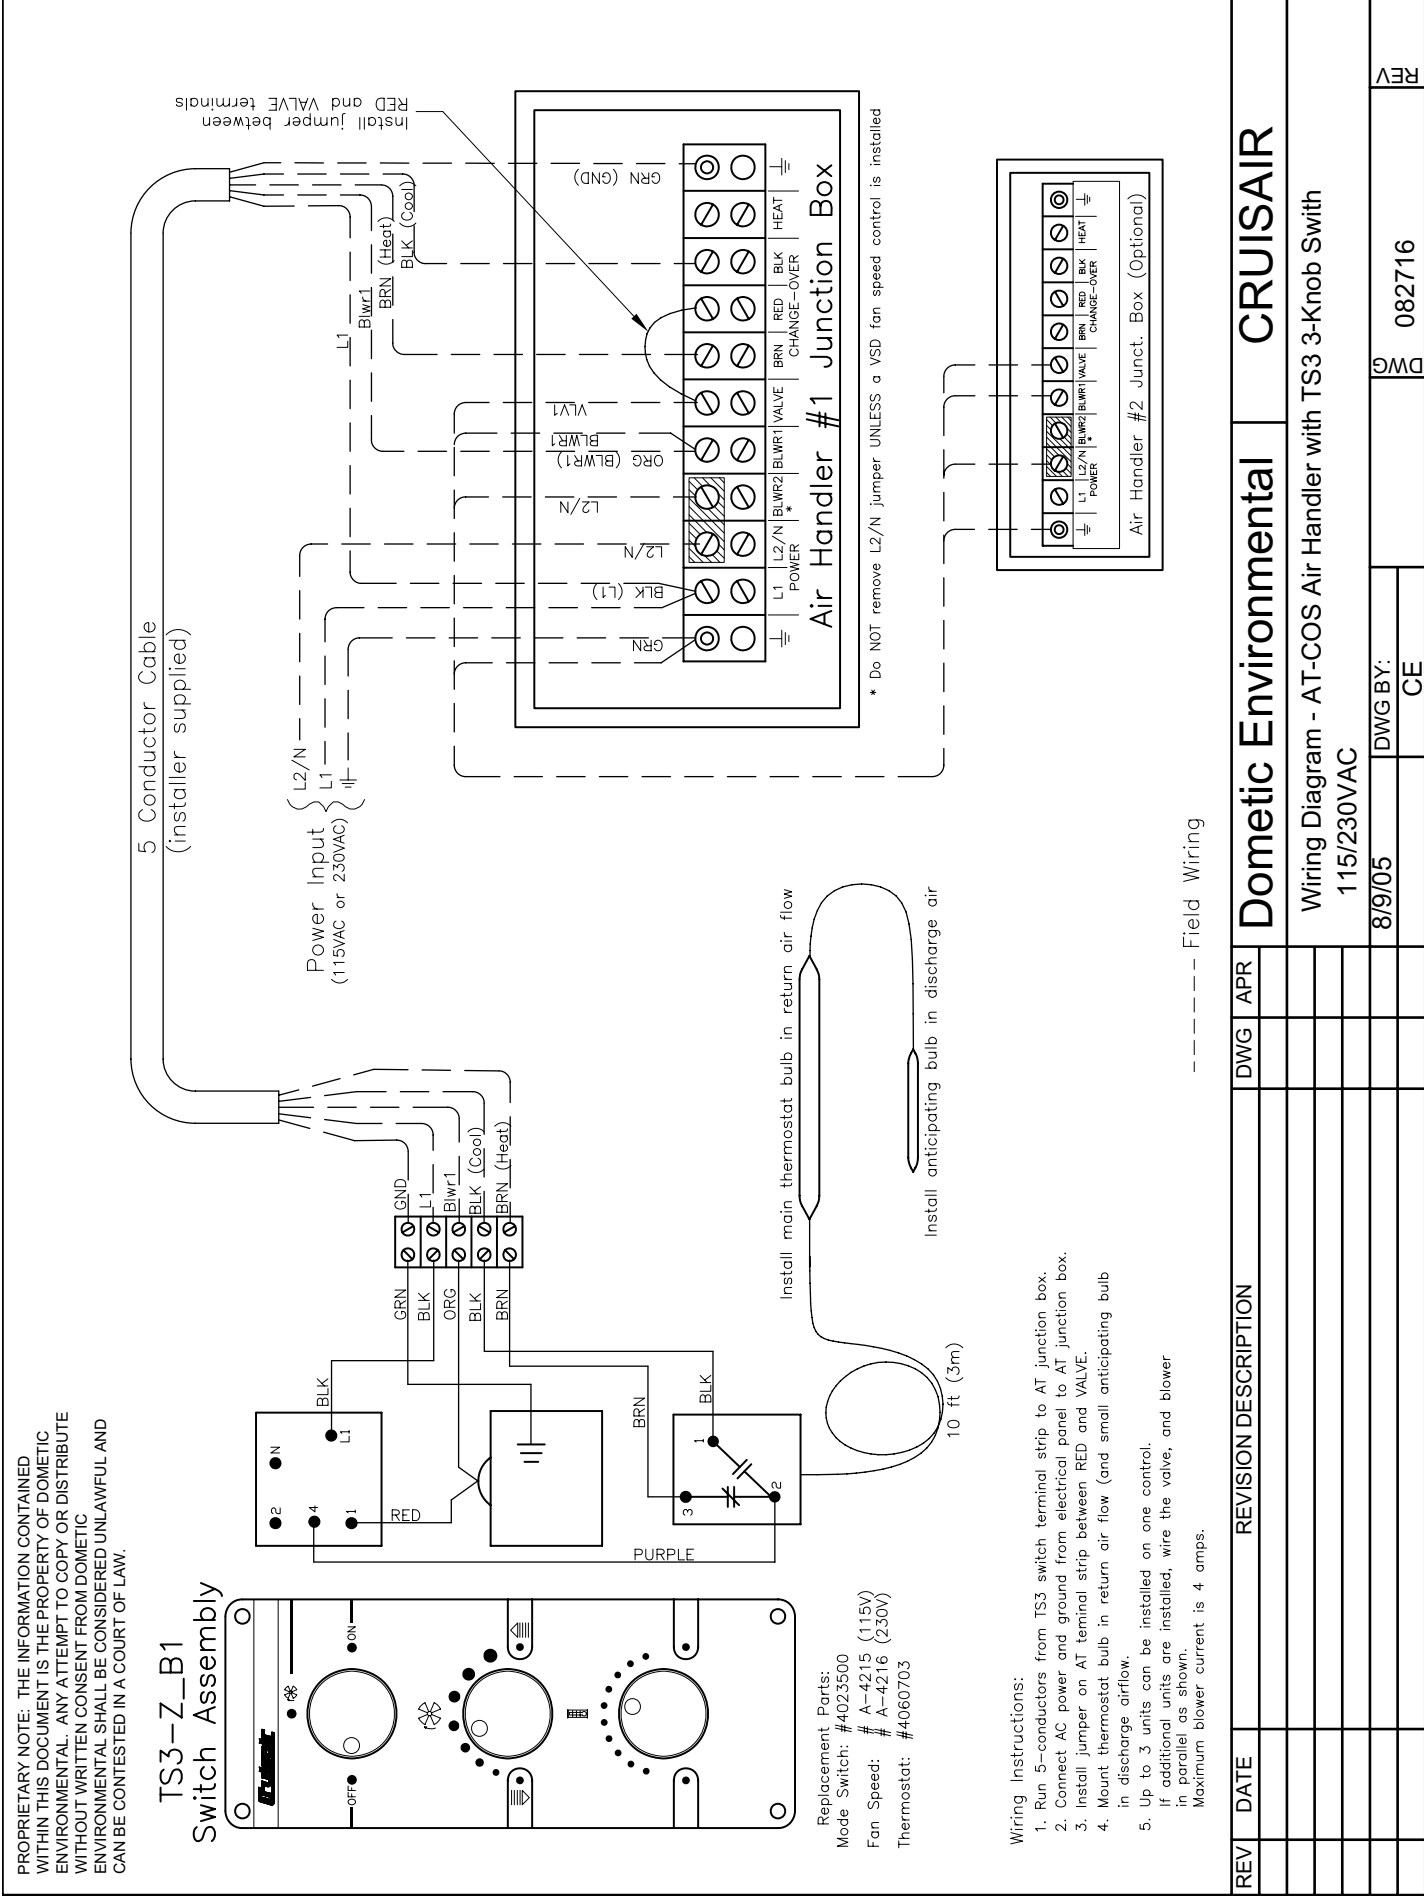 PROPRIETARY NOTE: THE INFORMATION CONTAINED
WITHIN THIS DOCUMENT IS THE PROPERTY OF DOMETIC
ENVIRONMENTAL. ANY ATTEMPT TO COPY OR DISTRIBUTE
WITHOUT WRITTEN CONSENT FROM DOMETIC
ENVIRONMENTAL SHALL BE CONSIDERED UNLAWFUL AND
CAN BE CONTESTED IN A COURT OF LAW.
TS3-Z_B1
Switch Assembly
Cruisair
OFF
ON
Replacement Parts:
Mode Switch: #4023500
Fan Speed: # A-4215 (115V)
# A-4216 (230V)
Thermostat: #4060703
2
N
4
1
L1
BLK
RED
PURPLE
BRN
BLK
3
1
2
GRN
BLK
ORG
BLK
BRN
GND
L1
Blwr1
BLK (Cool)
BRN (Heat)
5 Conductor Cable
(installer supplied)
Power Input
(115VAC or 230VAC)
L2/N
L1
L1
Blwr1
BRN (Heat)
BLK (Cool)
Install jumper between
RED and VALVE terminals
GRN
BLK (L1)
L2/N
L2/N
ORG (BLWR1)
BLWR1
VLV1
GRN (GND)
L1
L2/N
BLWR2
*
BLWR1
VALVE
BRN
RED
BLK
HEAT
POWER
CHANGE-OVER
Air Handler #1 Junction Box
* Do NOT remove L2/N jumper UNLESS a VSD fan speed control is installed
L1
L2/N
BLWR2
*
BLWR1
VALVE
BRN
RED
BLK
HEAT
POWER
CHANGE-OVER
Air Handler #2 Junct. Box (Optional)
Install main thermostat bulb in return air flow
Install anticipating bulb in discharge air
10 ft (3m)
Wiring Instructions:
1. Run 5-conductors from TS3 switch terminal strip to AT junction box.
2. Connect AC power and ground from electrical panel to AT junction box.
3. Install jumper on AT teminal strip between RED and VALVE.
4. Mount thermostat bulb in return air flow (and small anticipating bulb
in discharge airflow.
5. Up to 3 units can be installed on one control.
If additional units are installed, wire the valve, and blower
in parallel as shown.
Maximum blower current is 4 amps.
----- Field Wiring
REV
DATE
REVISION DESCRIPTION
DWG
APR
Dometic Environmental
CRUISAIR
Wiring Diagram - AT-COS Air Handler with TS3 3-Knob Swith
115/230VAC
8/9/05
DWG BY:
CE
DWG
082716
REV